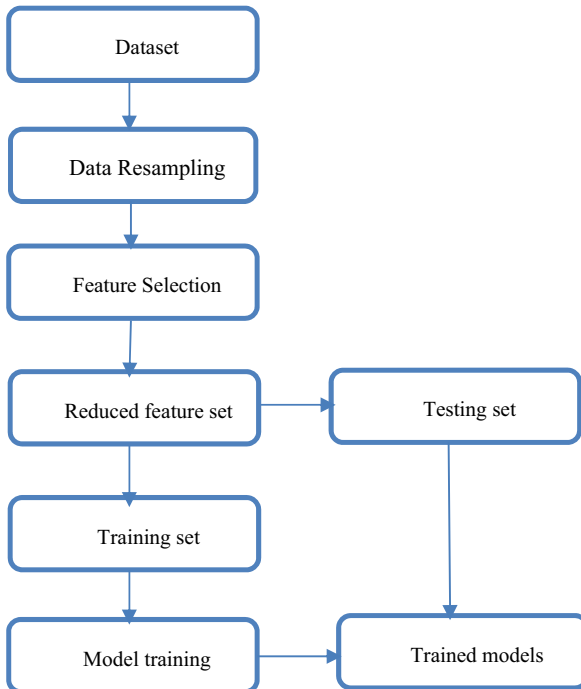 Dataset
Data Resampling
Feature Selection
Reduced feature set
Testing set
Training set
Model training
Trained models